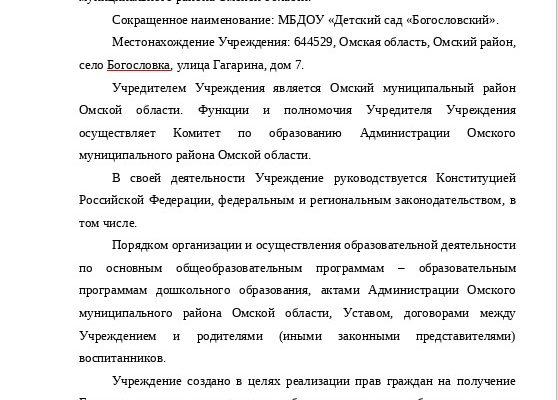 муниципального района Омской области.
Сокращенное наименование: МБДОУ «Детский сад «Богословский».
Местонахождение Учреждения: 644529, Омская область, Омский район,
село Богословка, улица Гагарина, дом 7.
Учредителем Учреждения является Омский муниципальный район
Омской области. Функции и полномочия Учредителя Учреждения
осуществляет Комитет по образованию Администрации Омского
муниципального района Омской области.
В своей деятельности Учреждение руководствуется Конституцией
Российской Федерации, федеральным и региональным законодательством, в
том числе.
Порядком организации и осуществления образовательной деятельности
по основным общеобразовательным программам – образовательным
программам дошкольного образования, актами Администрации Омского
муниципального района Омской области, Уставом, договорами между
Учреждением и родителями (иными законными представителями)
воспитанников.
Учреждение создано в целях реализации прав граждан на получение